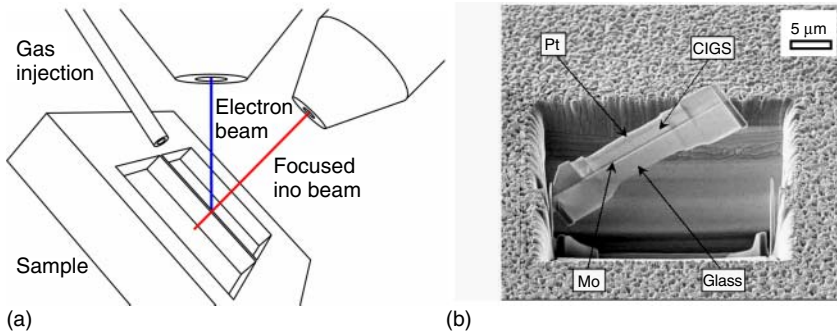 Gas
injection
Electron
beam
Focused
ino beam
Sample
(a)
Pt
CIGS
5 µm
Mo
Glass
(b)